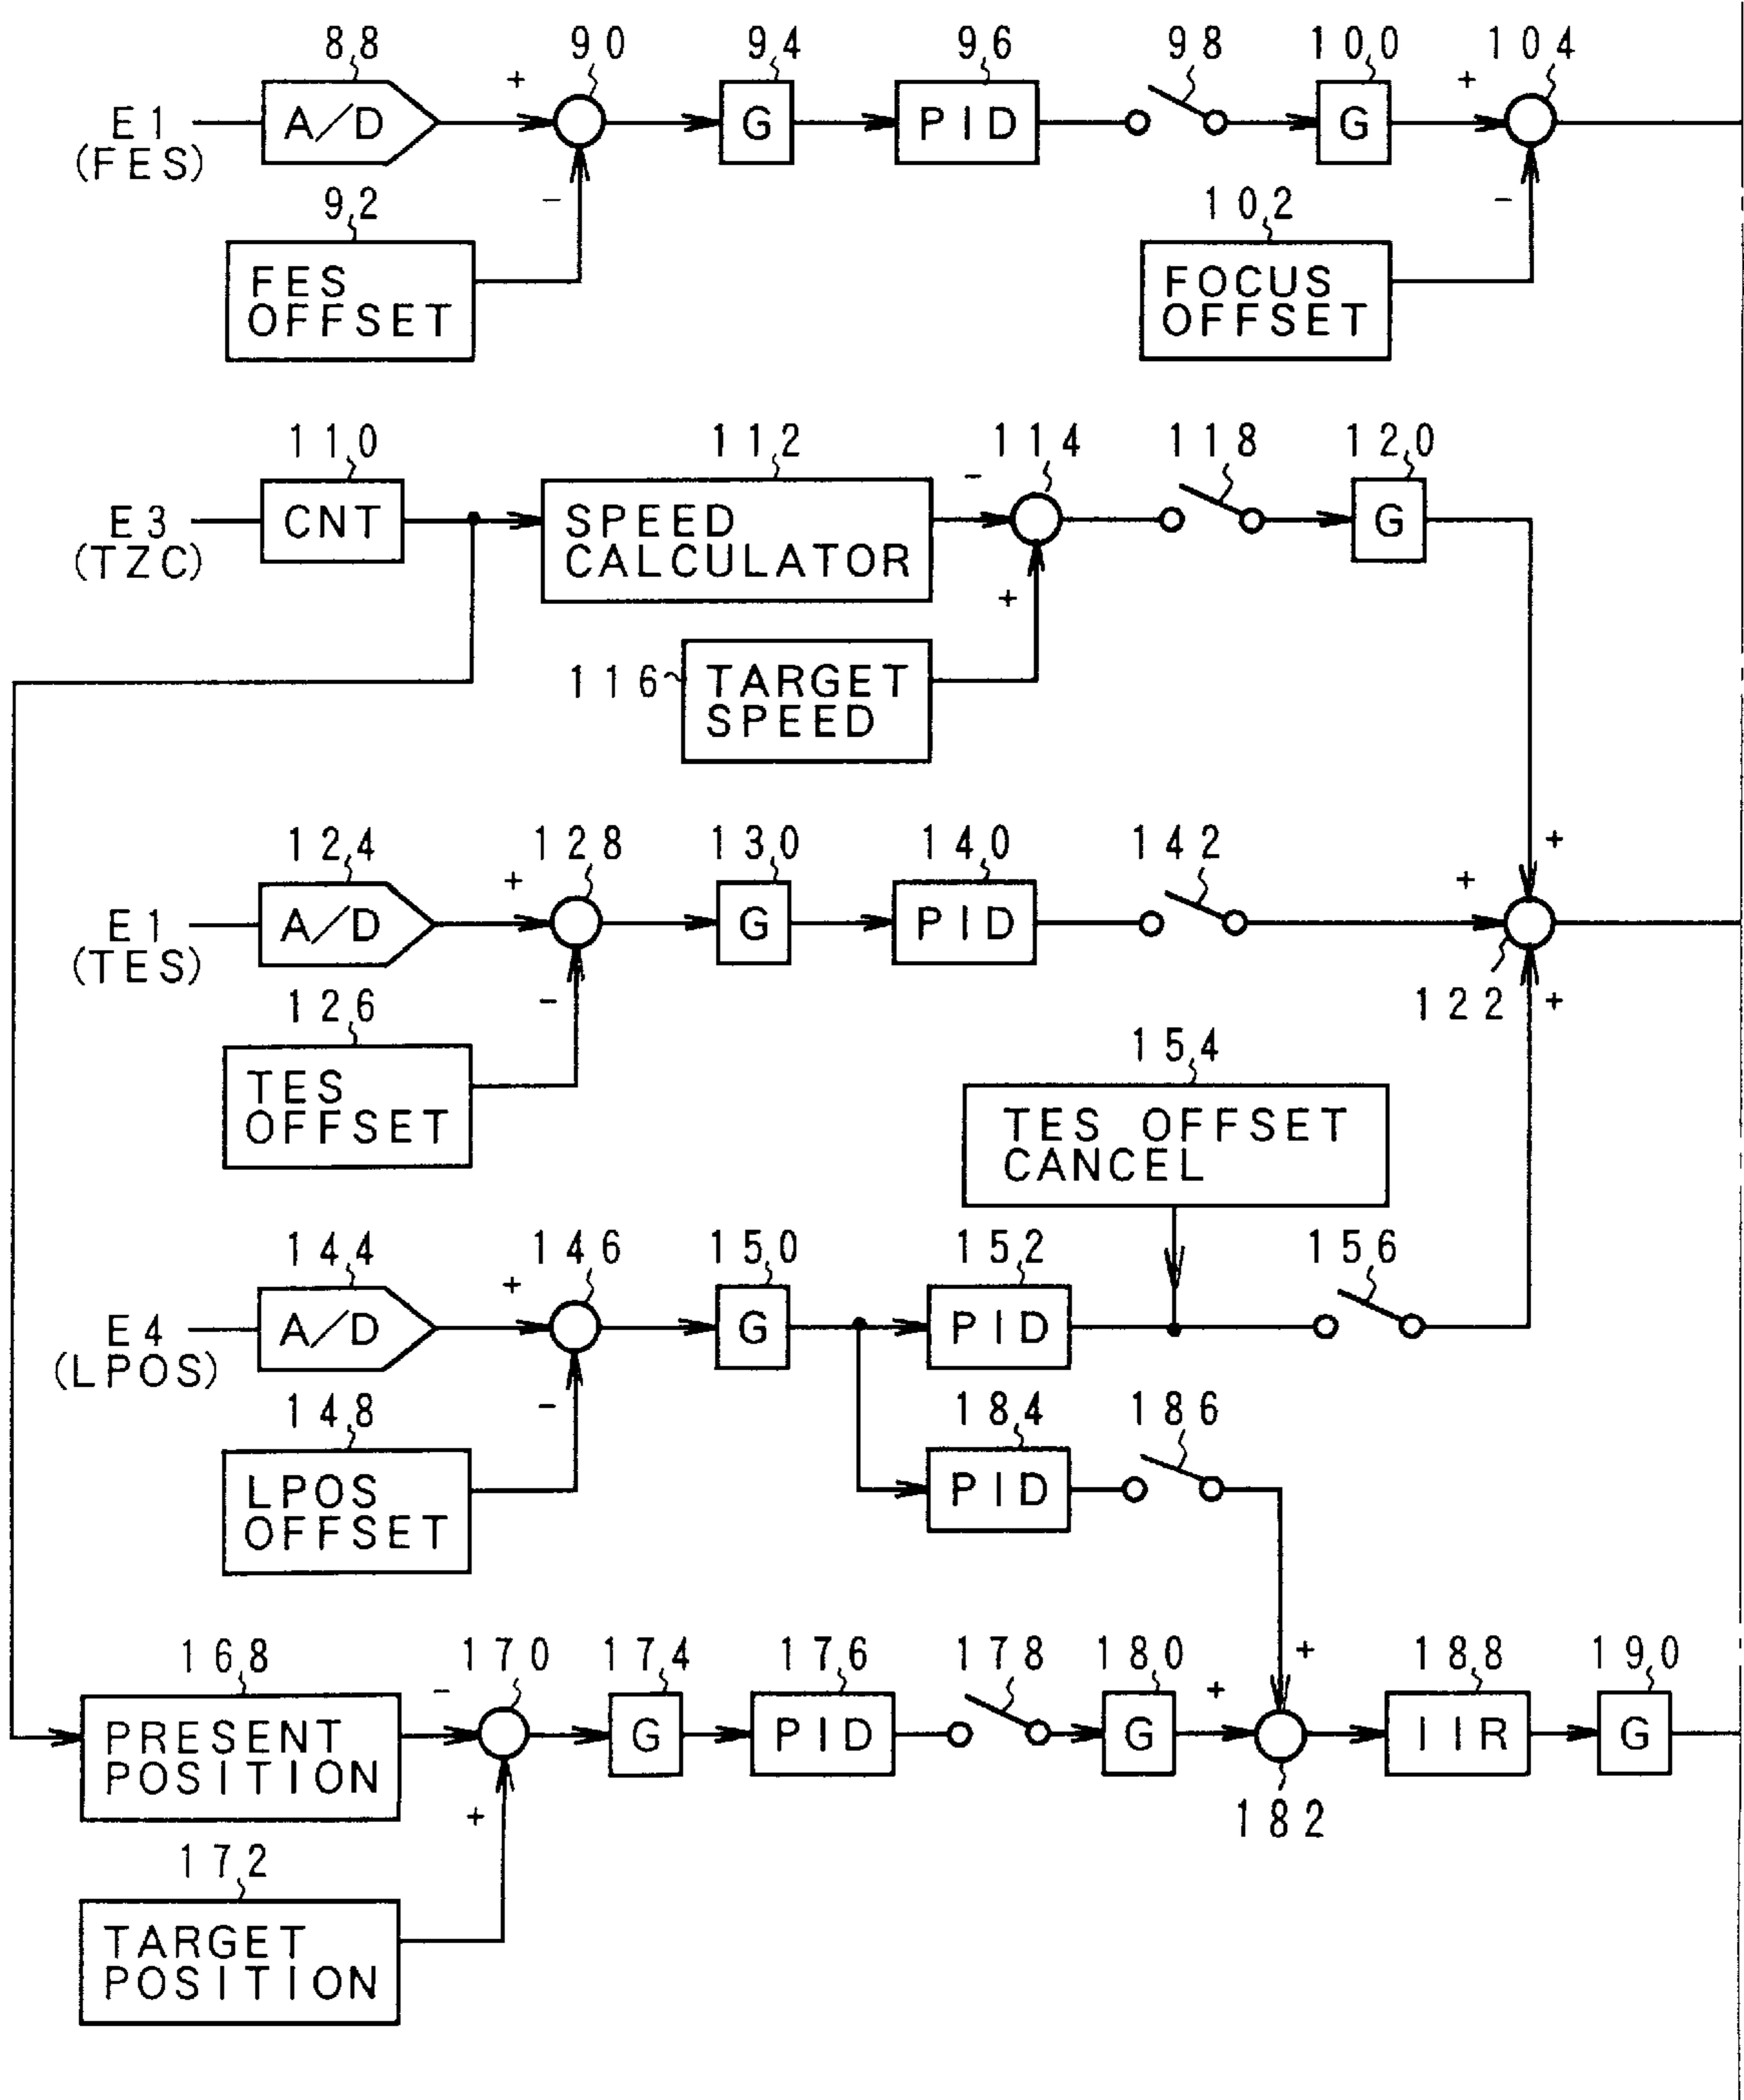 88 90 94 96 98 100 104
+ +
E1 A/D G PID G
(FES)
92 - 102 -
FES
OFFSET
FOCUS
OFFSET
110 112 114 118 120
-
E3 CNT SPEED
CALCULATOR G
(TZC)
+
116 TARGET
SPEED
124 128 130 140 142 +
+ +
E1 A/D G PID
(TES)
126 - 122 +
TES
OFFSET
154
TES OFFSET
CANCEL
144 146 150 152 156
+
E4 A/D G PID
(LPOS)
148 - 184 186
LPOS
OFFSET
PID
168 170 174 176 178 180 + 188 190
- +
PRESENT
POSITION
G PID G IIR G
+ 182
172
TARGET
POSITION